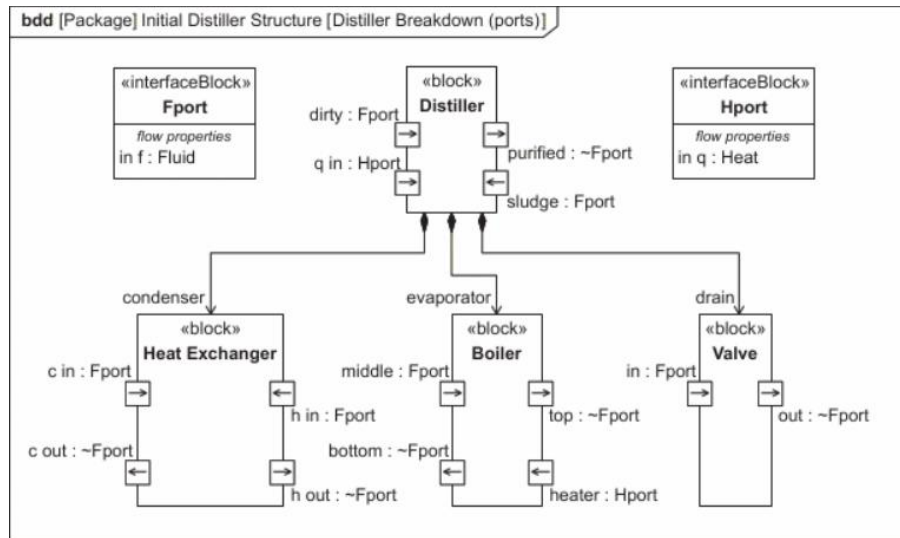 bdd [Package] Initial Distiller Structure [Distiller Breakdown (ports)]
«interfaceBlock»
Fport
flow properties
in f : Fluid
«block»
Distiller
dirty : Fport
q in : Hport
purified : ~Fport
sludge : Fport
«interfaceBlock»
Hport
flow properties
in q : Heat
condenser
evaporator
drain
«block»
Heat Exchanger
c in : Fport
h in : Fport
c out : ~Fport
h out : ~Fport
«block»
Boiler
middle : Fport
top : ~Fport
bottom : ~Fport
heater : Hport
«block»
Valve
in : Fport
out : ~Fport